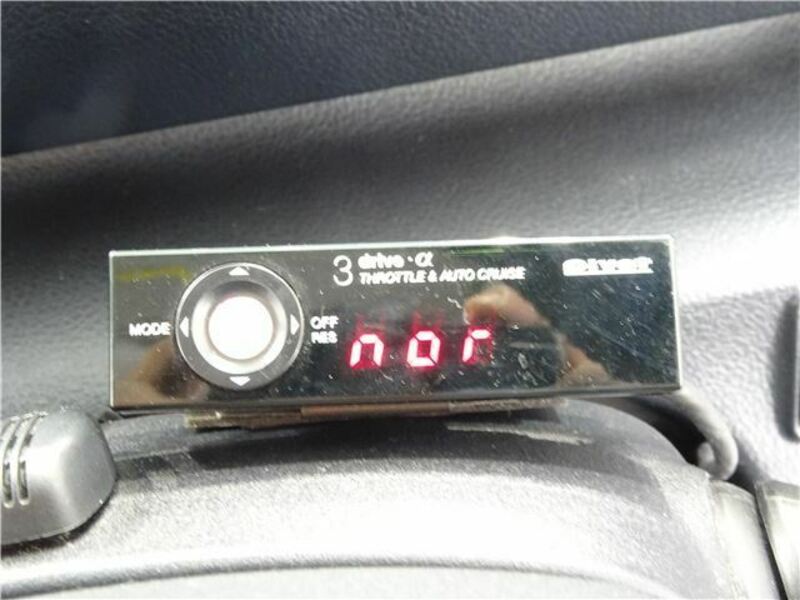 3 drive·α
THROTTLE & AUTO CRUISE
Pivot
MODE
OFF
RES
nor